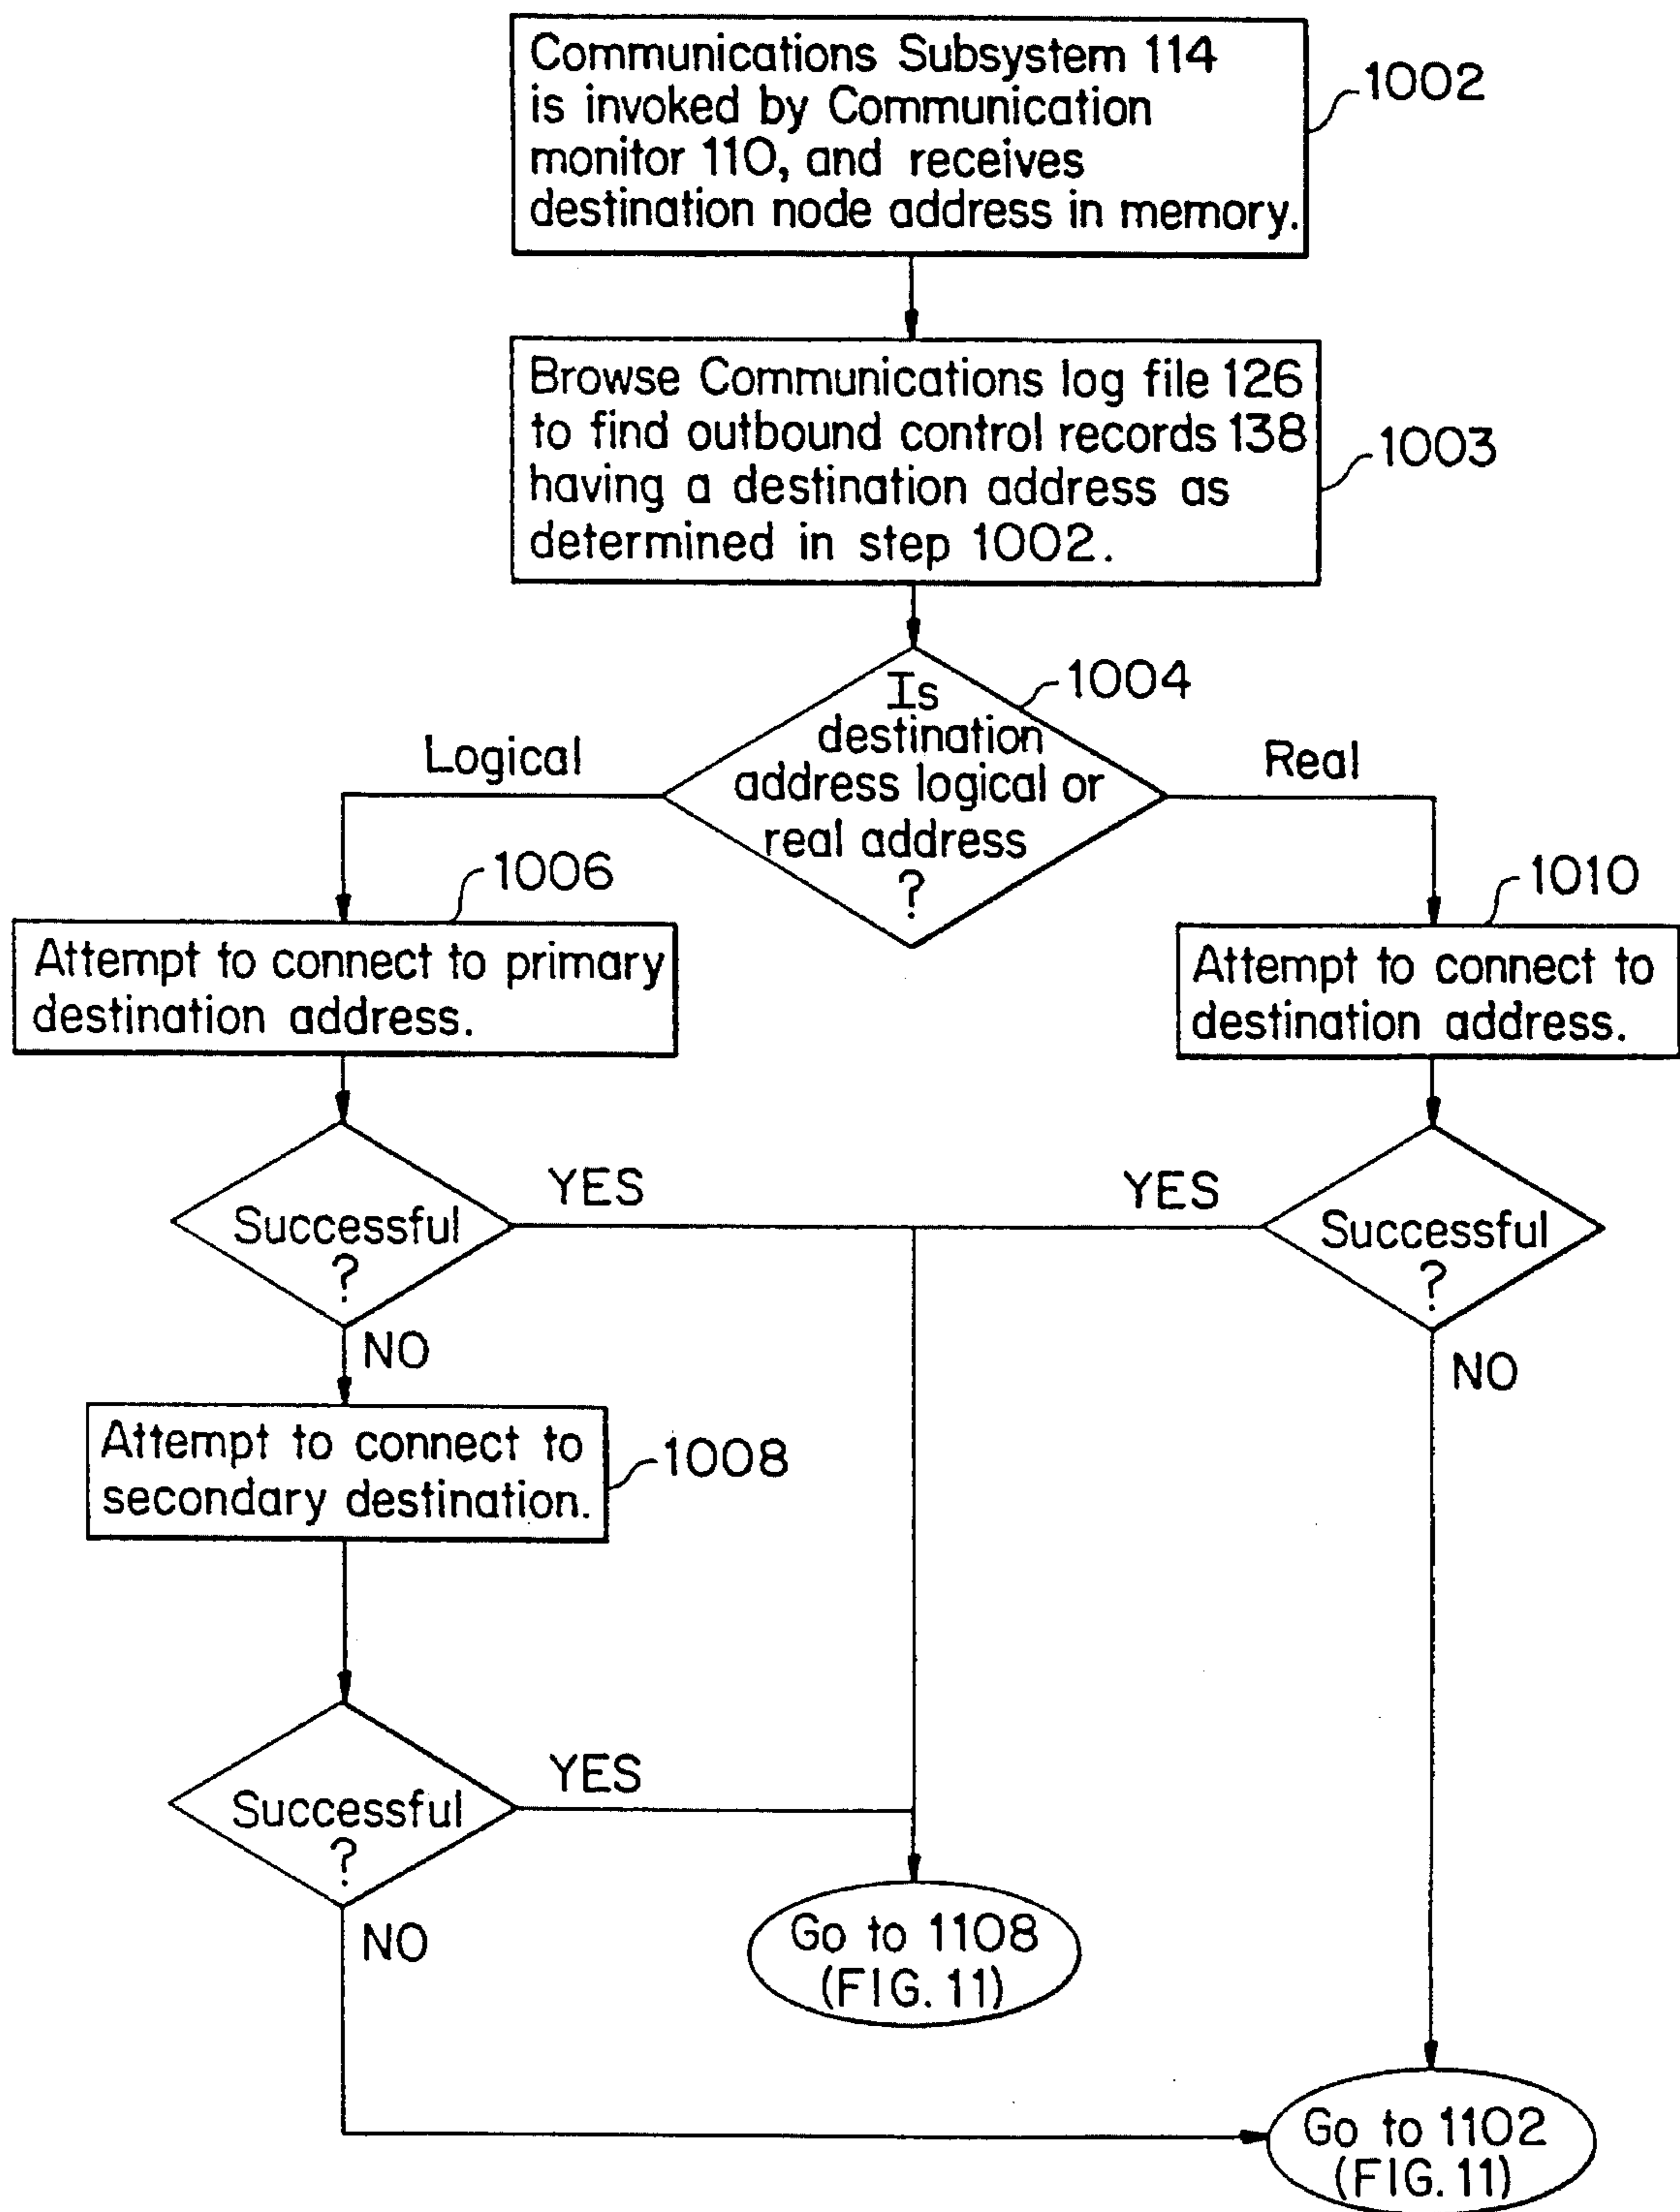 Communications Subsystem 114
is invoked by Communication
monitor 110, and receives
destination node address in memory.
1002
Browse Communications log file 126
to find outbound control records 138
having a destination address as
determined in step 1002.
1003
Is
destination
address logical or
real address
?
1004
Logical
Real
1006
Attempt to connect to primary
destination address.
1010
Attempt to connect to
destination address.
Successful
?
YES
NO
YES
Successful
?
NO
Attempt to connect to
secondary destination.
1008
Successful
?
YES
NO
Go to 1108
(FIG. 11)
Go to 1102
(FIG. 11)